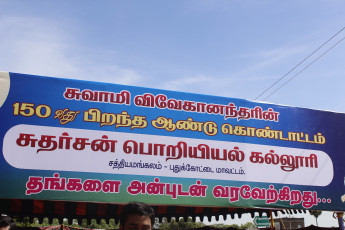 சுவாமி விவேகானந்தரின்
150 வது பிறந்த ஆண்டு கொண்டாட்டம்
சுதர்சன் பொறியியல் கல்லூரி
சத்தியமங்கலம் - புதுக்கோட்டை மாவட்டம்.
தங்களை அன்புடன் வரவேற்கிறது...